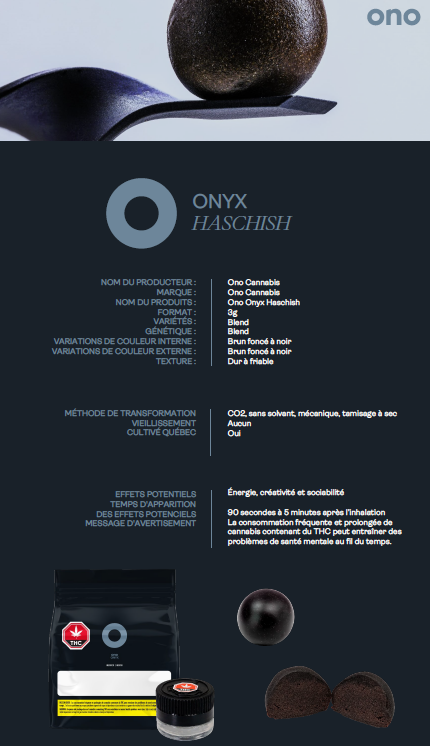 ono
ONYX
HASCHISH
NOM DU PRODUCTEUR : Ono Cannabis
MARQUE : Ono Cannabis
NOM DU PRODUITS : Ono Onyx Haschish
FORMAT : 3g
VARIÉTÉS : Blend
GÉNÉTIQUE : Blend
VARIATIONS DE COULEUR INTERNE : Brun foncé à noir
VARIATIONS DE COULEUR EXTERNE : Brun foncé à noir
TEXTURE : Dur à friable
MÉTHODE DE TRANSFORMATION CO2, sans solvant, mécanique, tamisage à sec
VIEILLISSEMENT Aucun
CULTIVÉ QUÉBEC Oui
EFFETS POTENTIELS Énergie, créativité et sociabilité
TEMPS D'APPARITION
DES EFFETS POTENCIELS 90 secondes à 5 minutes après l'inhalation
MESSAGE D'AVERTISEMENT La consommation fréquente et prolongée de
cannabis contenant du THC peut entraîner des
problèmes de santé mentale au fil du temps.
THC